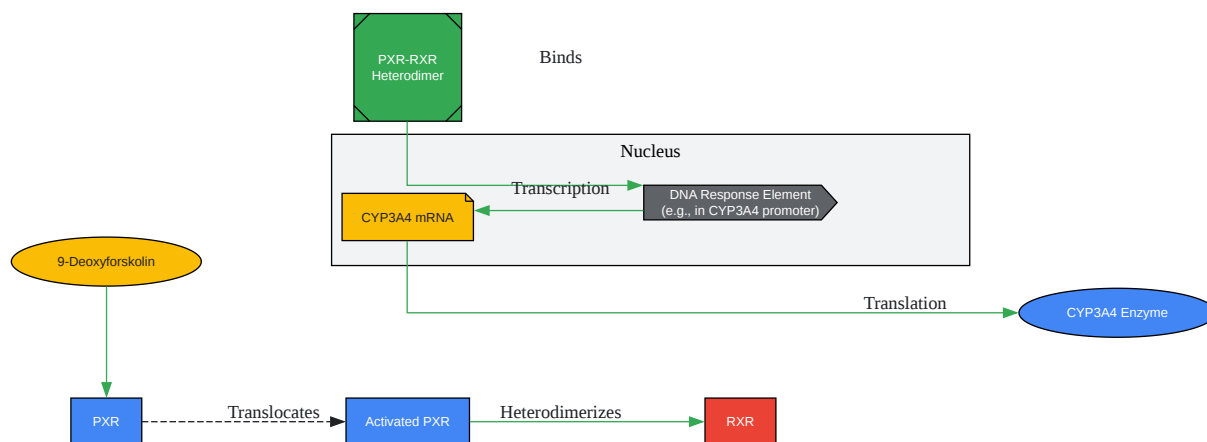 PXR-RXR
Heterodimer
Binds
Nucleus
Transcription
DNA Response Element
(e.g., in CYP3A4 promoter)
CYP3A4 mRNA
9-Deoxyforskolin
Translation
CYP3A4 Enzyme
PXR
Translocates
Activated PXR
Heterodimerizes
RXR